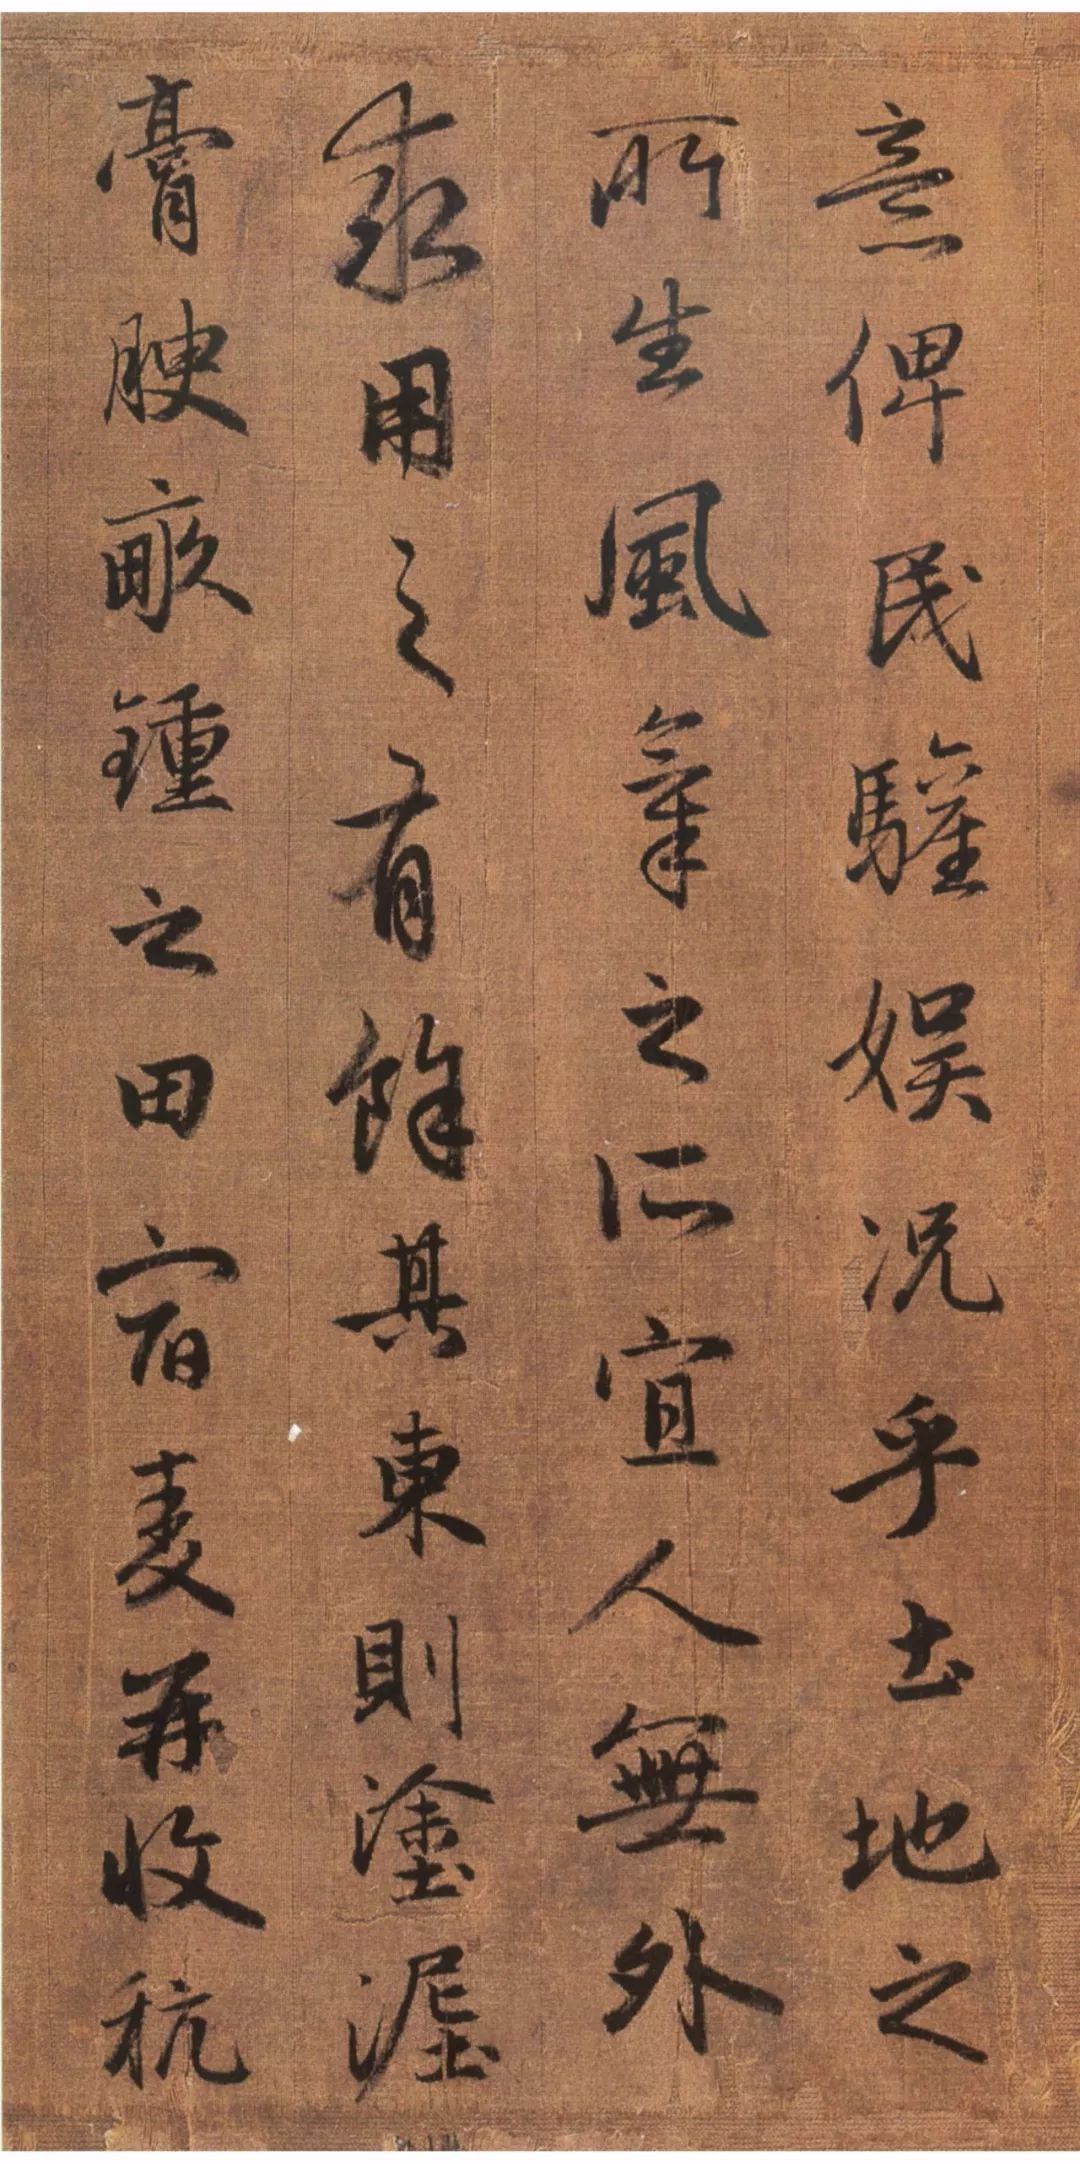 意俾民驩娛況乎土地之
所生風氣之所宜人無外
求用之有餘其東則塗泥
膏腴畝鍾之田宿麥再收秔